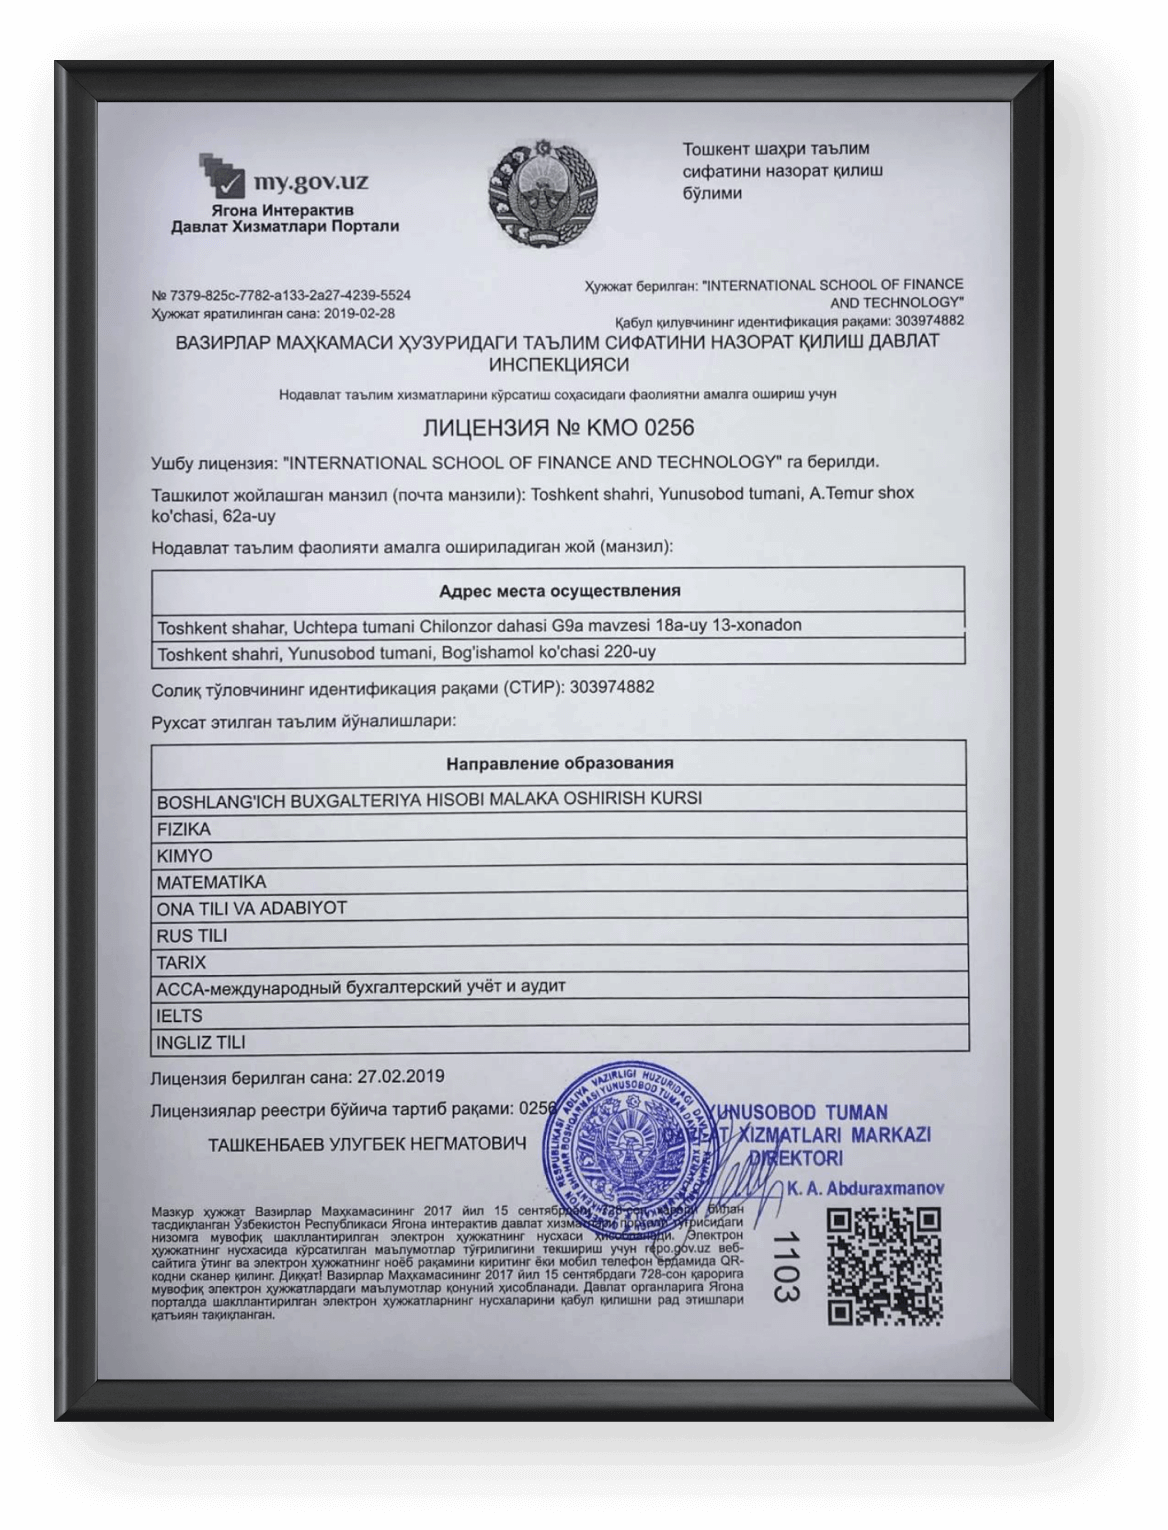 my.gov.uz
Ягона Интерактив
Давлат Хизматлари Портали
Тошкент шаҳри таълим
сифатини назорат қилиш
бўлими
№ 7379-825c-7782-a133-2a27-4239-5524
Ҳужжат яратилинган сана: 2019-02-28
Ҳужжат берилган: "INTERNATIONAL SCHOOL OF FINANCE
AND TECHNOLOGY"
Қабул қилувчининг идентификация рақами: 303974882
ВАЗИРЛАР МАҲКАМАСИ ҲУЗУРИДАГИ ТАЪЛИМ СИФАТИНИ НАЗОРАТ ҚИЛИШ ДАВЛАТ
ИНСПЕКЦИЯСИ
Нодавлат таълим хизматларини кўрсатиш соҳасидаги фаолиятни амалга ошириш учун
ЛИЦЕНЗИЯ № КМО 0256
Ушбу лицензия: "INTERNATIONAL SCHOOL OF FINANCE AND TECHNOLOGY" га берилди.
Ташкилот жойлашган манзил (почта манзили): Toshkent shahri, Yunusobod tumani, A.Temur shox
ko'chasi, 62a-uy
Нодавлат таълим фаолияти амалга ошириладиган жой (манзил):
Адрес места осуществления
Toshkent shahar, Uchtepa tumani Chilonzor dahasi G9a mavzesi 18a-uy 13-xonadon
Toshkent shahri, Yunusobod tumani, Bog'ishamol ko'chasi 220-uy
Солиқ тўловчининг идентификация рақами (СТИР): 303974882
Рухсат этилган таълим йўналишлари:
Направление образования
BOSHLANG'ICH BUXGALTERIYA HISOBI MALAKA OSHIRISH KURSI
FIZIKA
KIMYO
MATEMATIKA
ONA TILI VA ADABIYOT
RUS TILI
TARIX
АССА-международный бухгалтерский учёт и аудит
IELTS
INGLIZ TILI
Лицензия берилган сана: 27.02.2019
Лицензиялар реестри бўйича тартиб рақами: 0256
ТАШКЕНБАЕВ УЛУГБЕК НЕГМАТОВИЧ
YUNUSOBOD TUMAN
XIZMATLARI MARKAZI
DIREKTORI
K. A. Abduraxmanov
Мазкур ҳужжат Вазирлар Маҳкамасининг 2017 йил 15 сентябрдаги 728-сон қарори билан
тасдиқланган Ўзбекистон Республикаси Ягона интерактив давлат хизматлари портали тўғрисидаги
низомга мувофиқ шакллантирилган электрон ҳужжатнинг нусхаси ҳисобланади. Электрон
ҳужжатнинг нусхасида кўрсатилган маълумотлар тўғрилигини текшириш учун repo.gov.uz веб-
сайтига ўтинг ва электрон ҳужжатнинг ноёб рақамини киритинг ёки мобил телефон ёрдамида QR-
кодни сканер қилинг. Диққат! Вазирлар Маҳкамасининг 2017 йил 15 сентябрдаги 728-сон қарорига
мувофиқ электрон ҳужжатлардаги маълумотлар қонуний ҳисобланади. Давлат органларига Ягона
порталда шакллантирилган электрон ҳужжатларнинг нусхаларини қабул қилишни рад этишлари
қатъиян тақиқланган.
1103